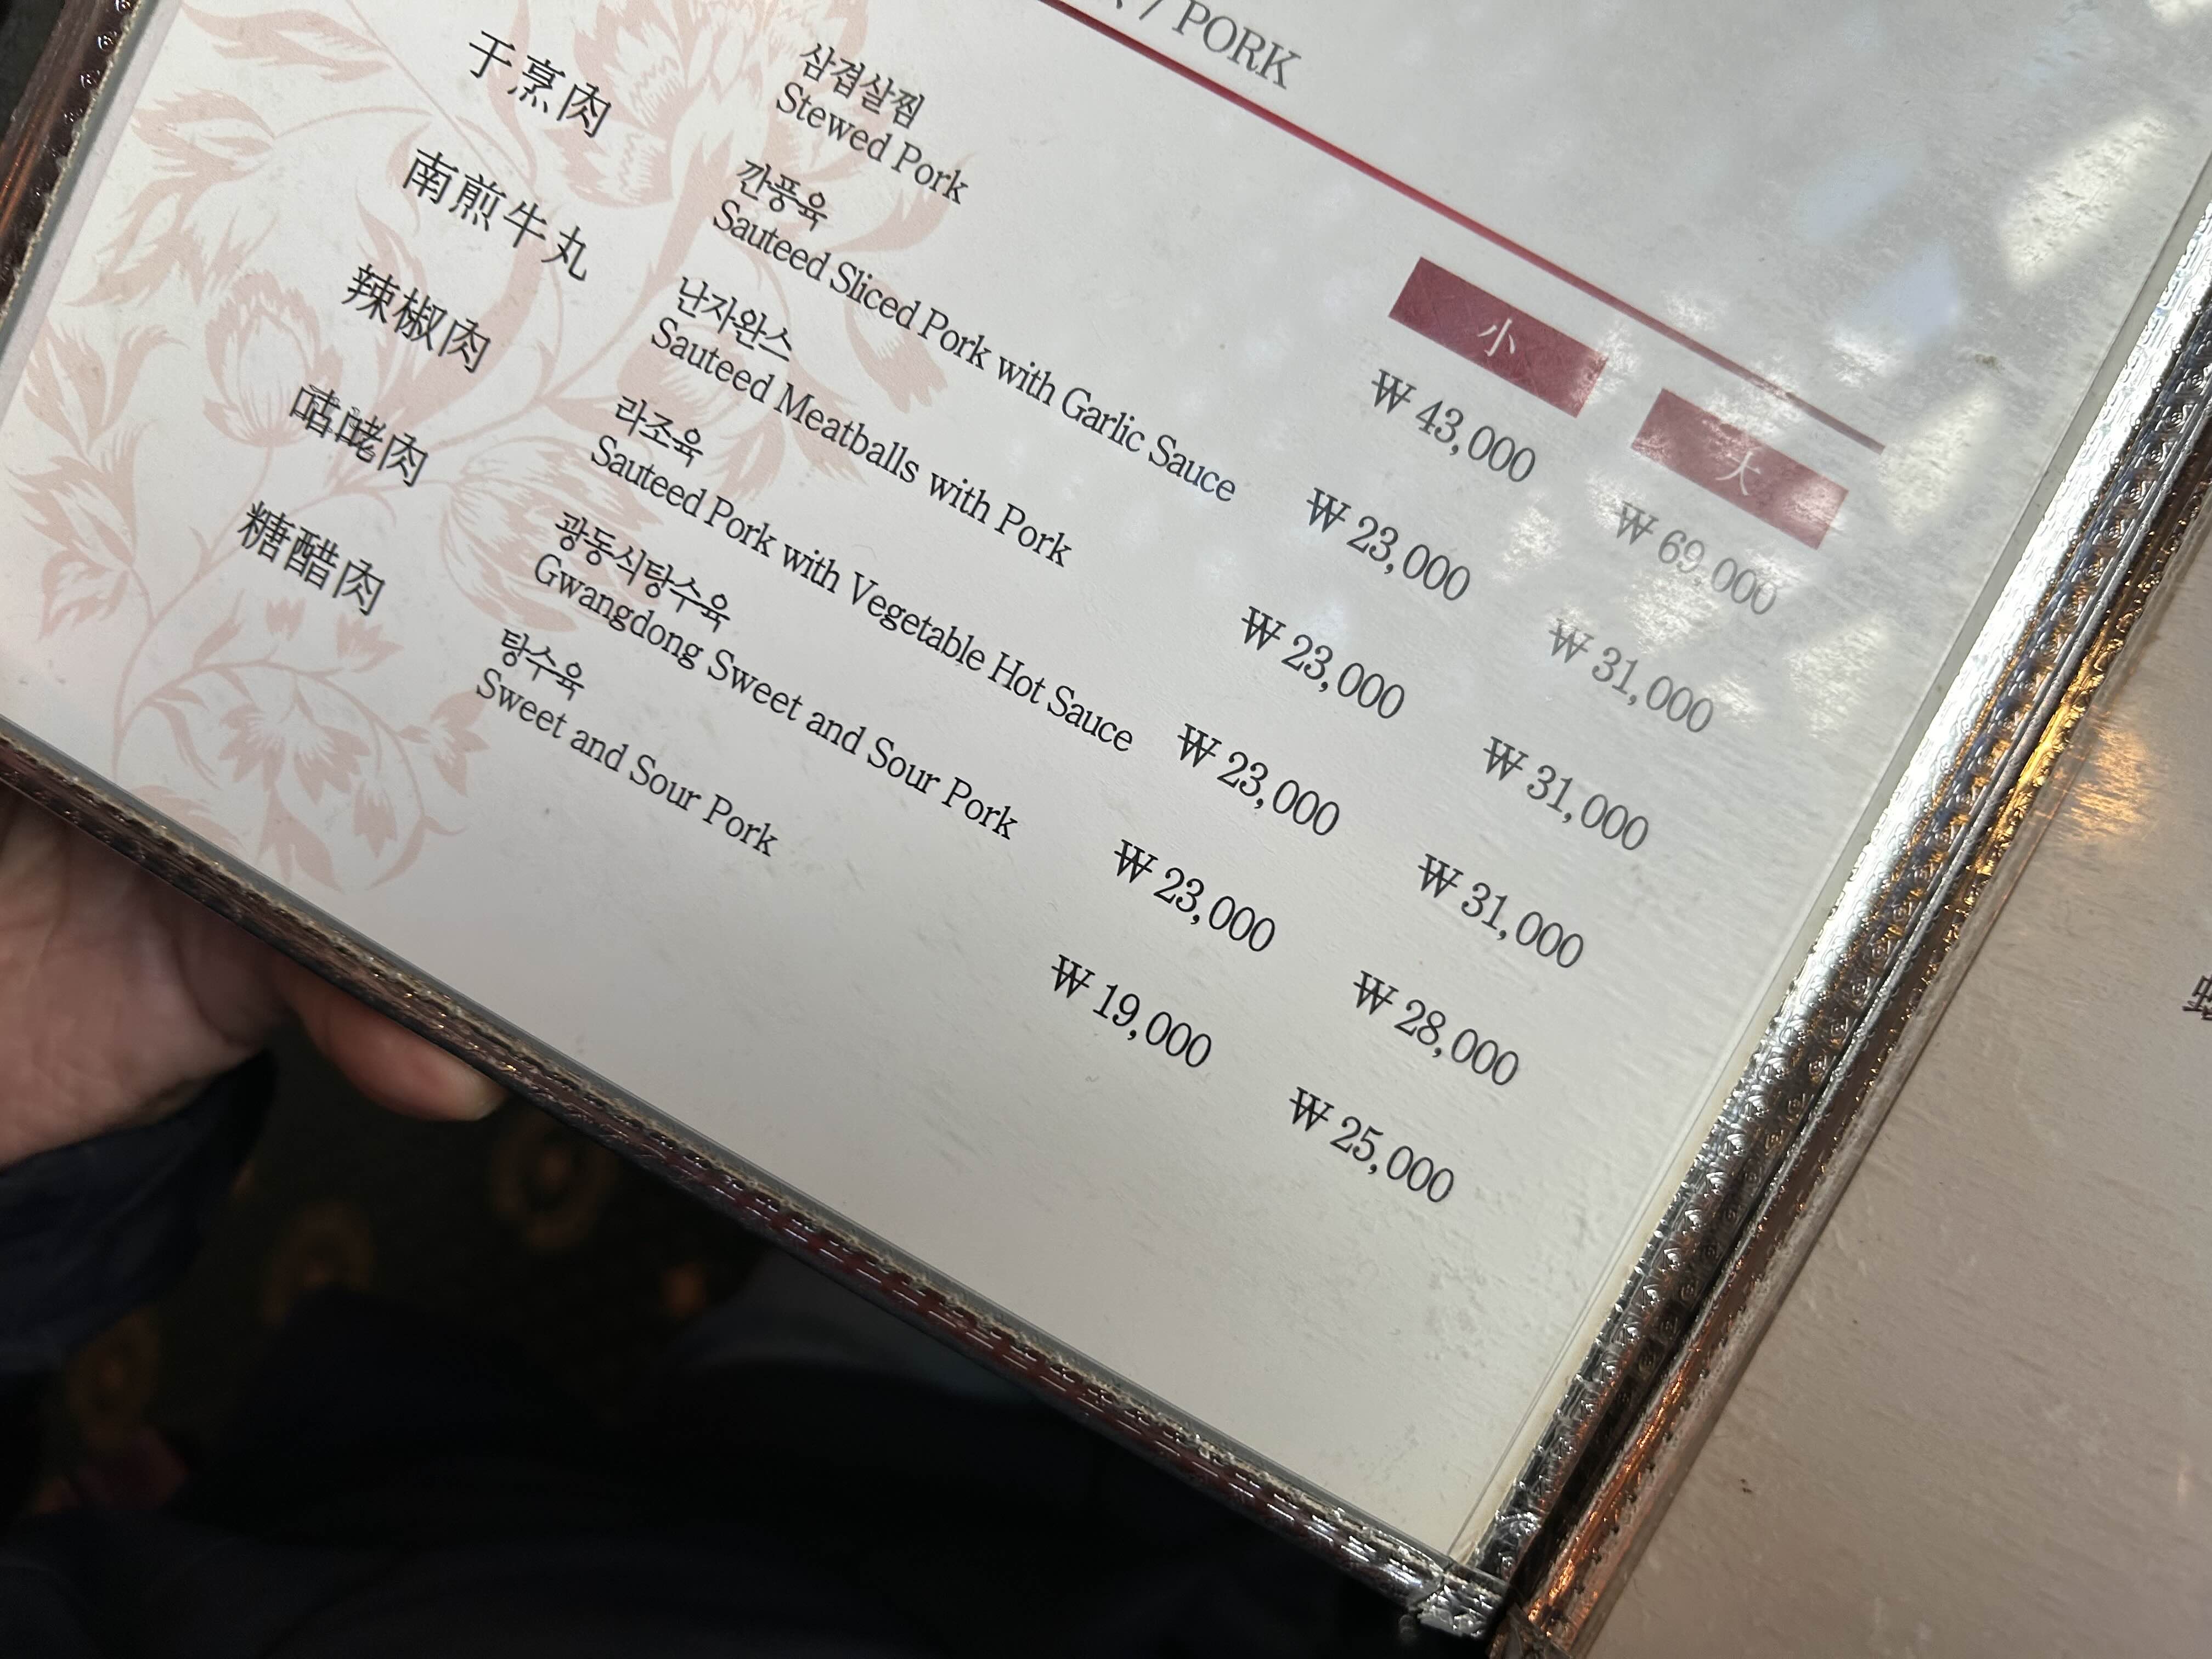 / PORK
小 大
삼겹살찜 ₩ 43,000 ₩ 69,000
Stewed Pork
干烹肉 깐풍육 ₩ 23,000 ₩ 31,000
Sauteed Sliced Pork with Garlic Sauce
南煎牛丸 난자완스 ₩ 23,000 ₩ 31,000
Sauteed Meatballs with Pork
辣椒肉 라조육 ₩ 23,000 ₩ 31,000
Sauteed Pork with Vegetable Hot Sauce
咕咾肉 광동식탕수육 ₩ 23,000 ₩ 28,000
Gwangdong Sweet and Sour Pork
糖醋肉 탕수육 ₩ 19,000 ₩ 25,000
Sweet and Sour Pork